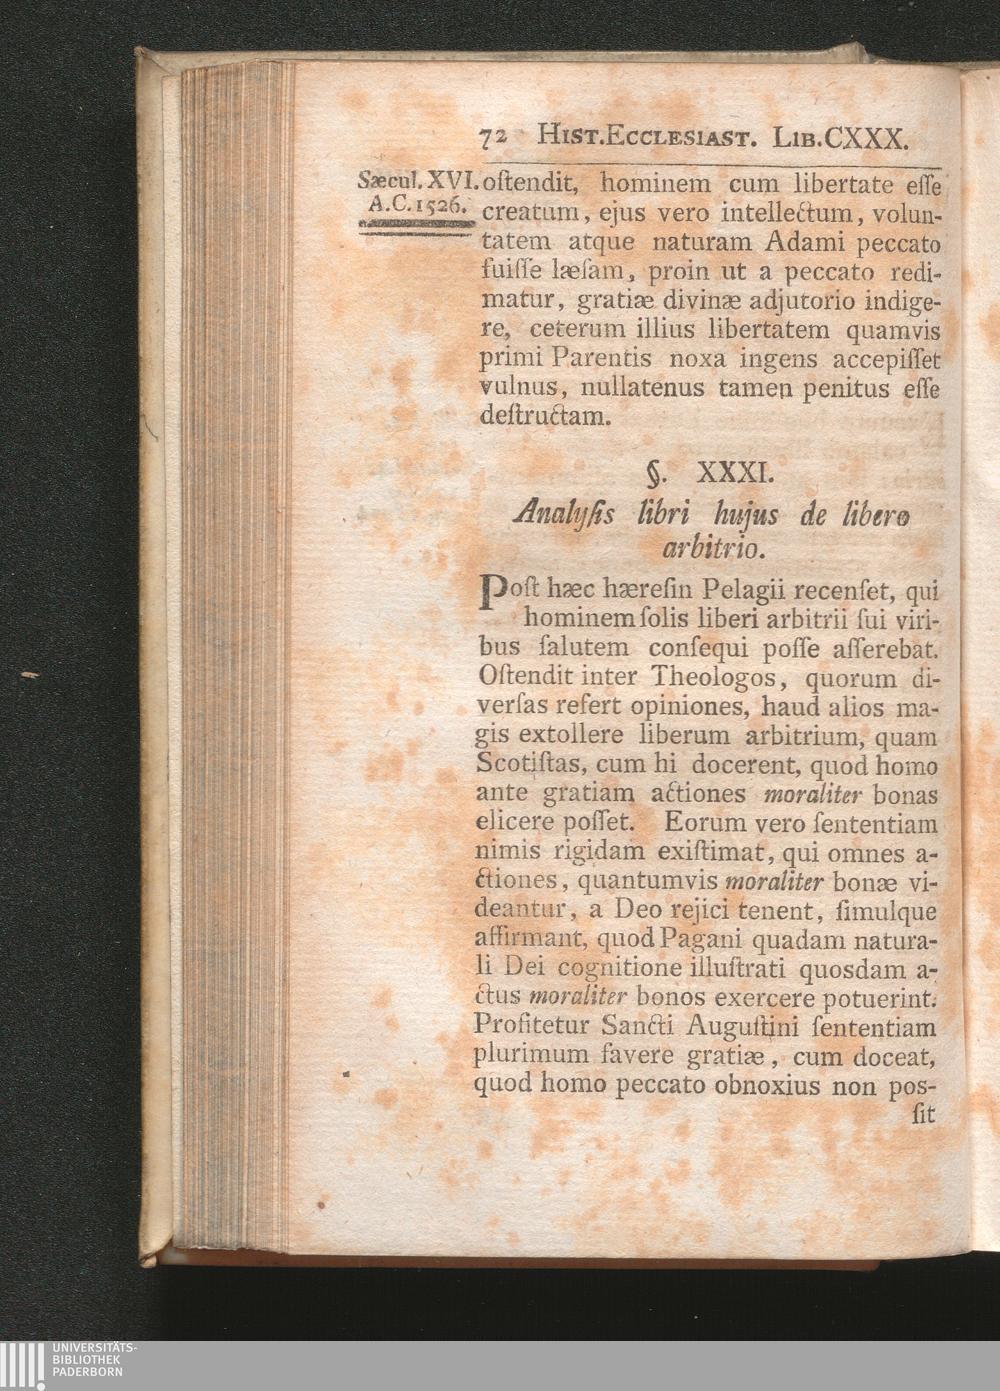 72 HIST.ECCLESIAST. LIB.CXXX.
Sæcul. XVI.
A.C.1526.
oſtendit, hominem cum libertate eſſe
creatum, ejus vero intellectum, volun-
tatem atque naturam Adami peccato
fuiſſe læſam, proin ut a peccato redi-
matur, gratiæ divinæ adjutorio indige-
re, ceterum illius libertatem quamvis
primi Parentis noxa ingens accepiſſet
vulnus, nullatenus tamen penitus eſſe
deſtructam.
§. XXXI.
Analyſis libri hujus de libero
arbitrio.
Poſt hæc hæreſin Pelagii recenſet, qui
hominem ſolis liberi arbitrii ſui viri-
bus ſalutem conſequi poſſe aſſerebat.
Oſtendit inter Theologos, quorum di-
verſas refert opiniones, haud alios ma-
gis extollere liberum arbitrium, quam
Scotiſtas, cum hi docerent, quod homo
ante gratiam actiones moraliter bonas
elicere poſſet. Eorum vero ſententiam
nimis rigidam exiſtimat, qui omnes a-
ctiones, quantumvis moraliter bonæ vi-
deantur, a Deo rejici tenent, ſimulque
affirmant, quod Pagani quadam natura-
li Dei cognitione illuſtrati quosdam a-
ctus moraliter bonos exercere potuerint.
Profitetur Sancti Auguſtini ſententiam
plurimum favere gratiæ, cum doceat,
quod homo peccato obnoxius non pos-
ſit
UNIVERSITÄTS-
BIBLIOTHEK
PADERBORN